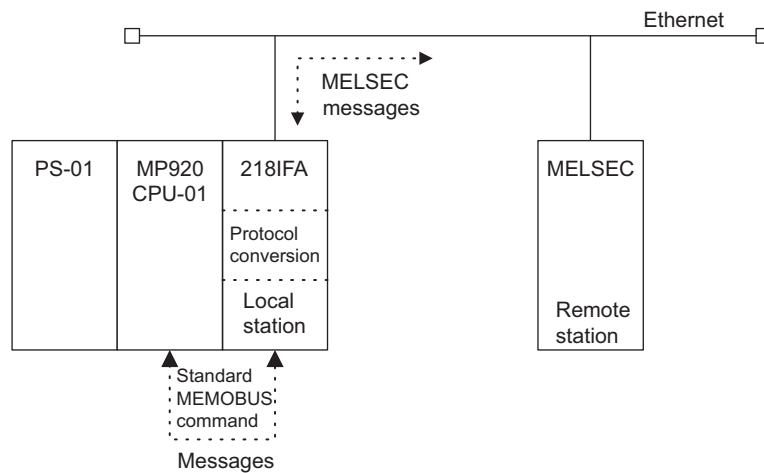 Ethernet
MELSEC
messages
PS-01
MP920
CPU-01
218IFA
MELSEC
Protocol
conversion
Local
station
Remote
station
Standard
MEMOBUS
command
Messages